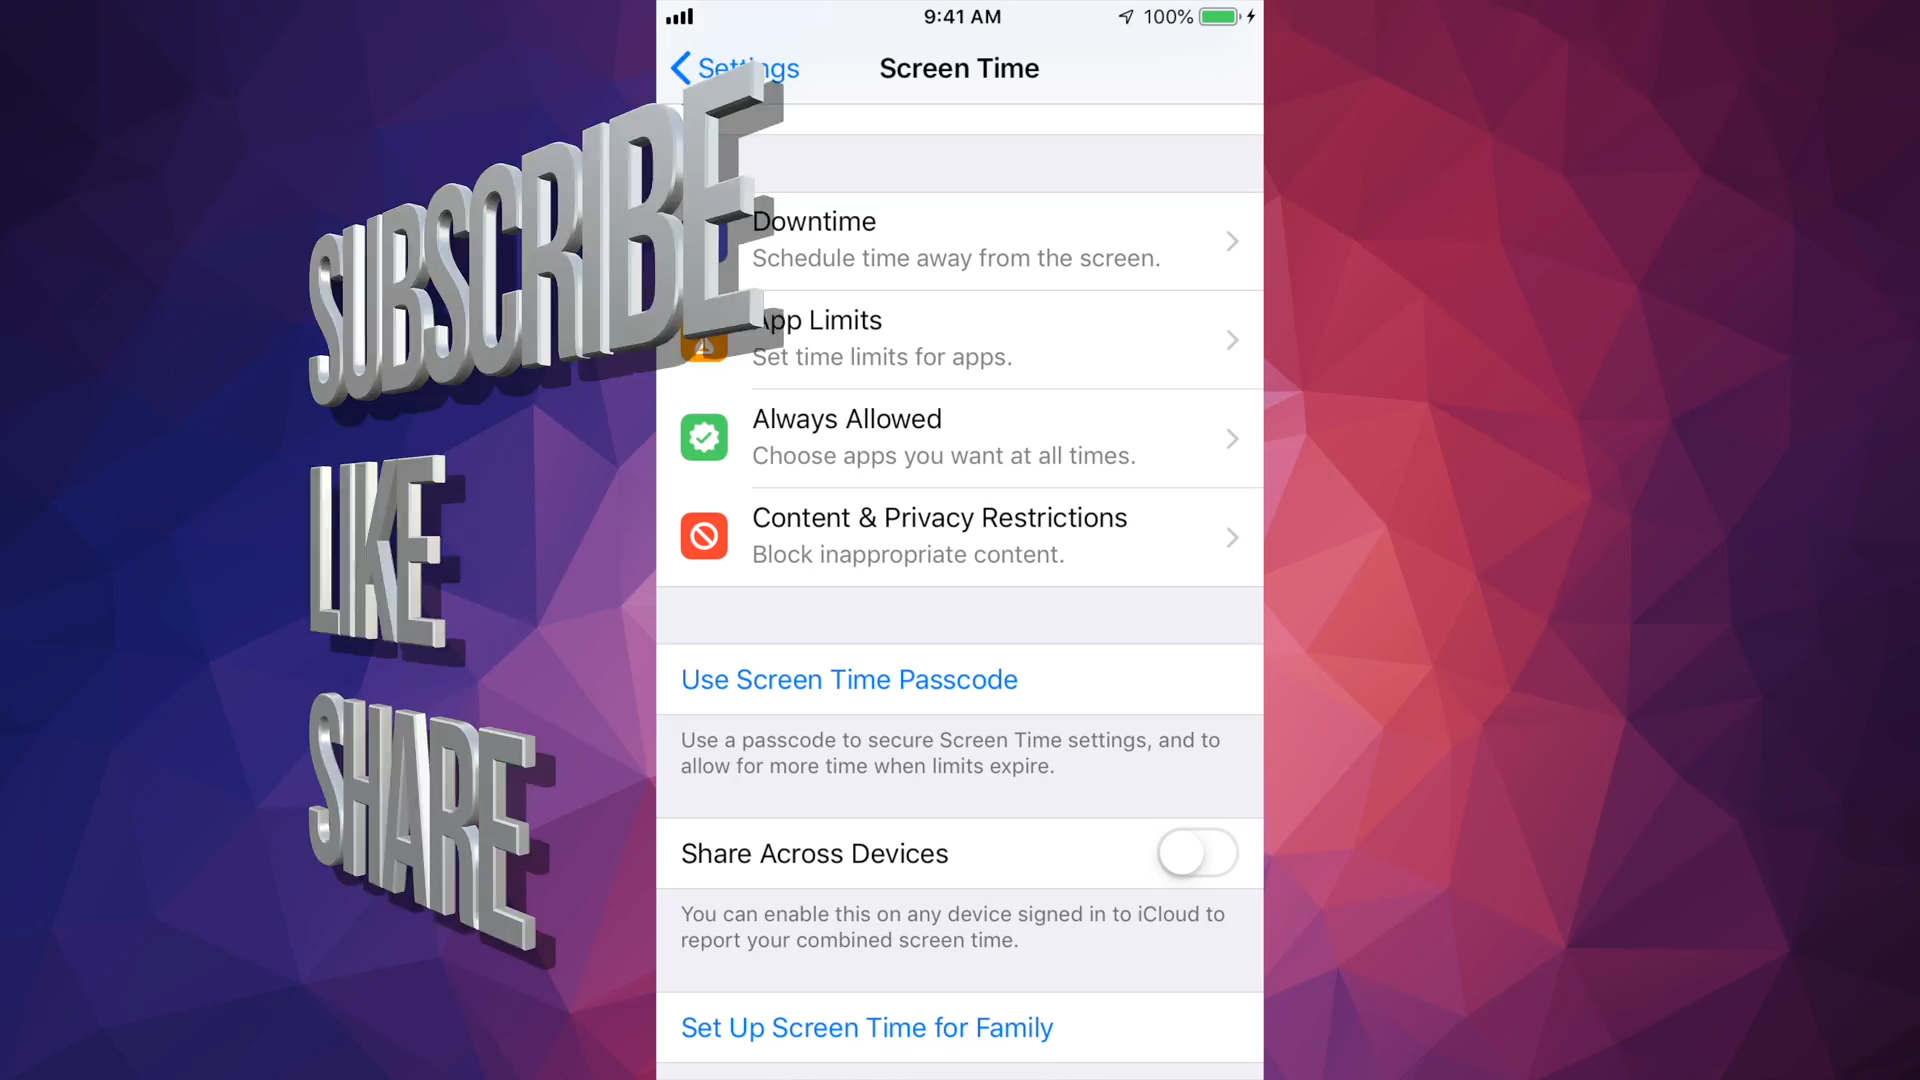 9:41 AM
100%
Settings
Screen Time
Downtime
Schedule time away from the screen.
App Limits
Set time limits for apps.
Always Allowed
Choose apps you want at all times.
Content & Privacy Restrictions
Block inappropriate content.
Use Screen Time Passcode
Use a passcode to secure Screen Time settings, and to
allow for more time when limits expire.
Share Across Devices
You can enable this on any device signed in to iCloud to
report your combined screen time.
Set Up Screen Time for Family
SUBSCRIBE
LIKE
SHARE